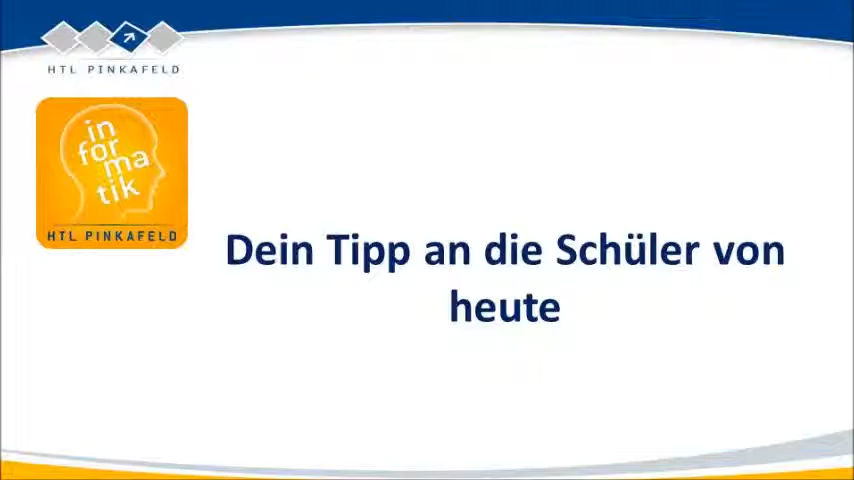 HTL PINKAFELD
in
for
ma
tik
HTL PINKAFELD
Dein Tipp an die Schüler von
heute